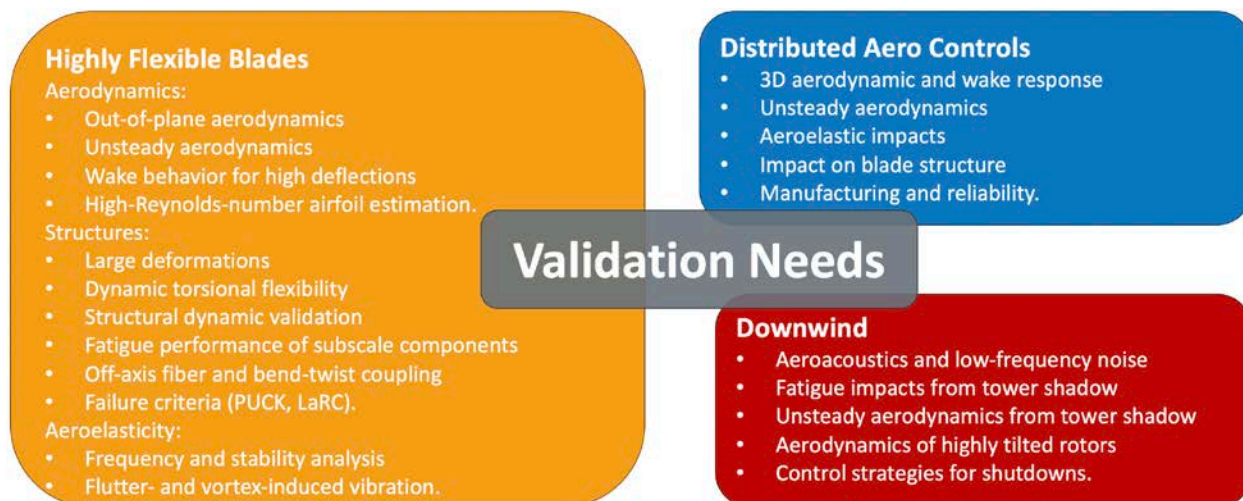 Highly Flexible Blades
Aerodynamics:
• Out-of-plane aerodynamics
• Unsteady aerodynamics
• Wake behavior for high deflections
• High-Reynolds-number airfoil estimation.
Structures:
• Large deformations
• Dynamic torsional flexibility
• Structural dynamic validation
• Fatigue performance of subscale components
• Off-axis fiber and bend-twist coupling
• Failure criteria (PUCK, LaRC).
Aeroelasticity:
• Frequency and stability analysis
• Flutter- and vortex-induced vibration.
Validation Needs
Distributed Aero Controls
• 3D aerodynamic and wake response
• Unsteady aerodynamics
• Aeroelastic impacts
• Impact on blade structure
• Manufacturing and reliability.
Downwind
• Aeroacoustics and low-frequency noise
• Fatigue impacts from tower shadow
• Unsteady aerodynamics from tower shadow
• Aerodynamics of highly tilted rotors
• Control strategies for shutdowns.